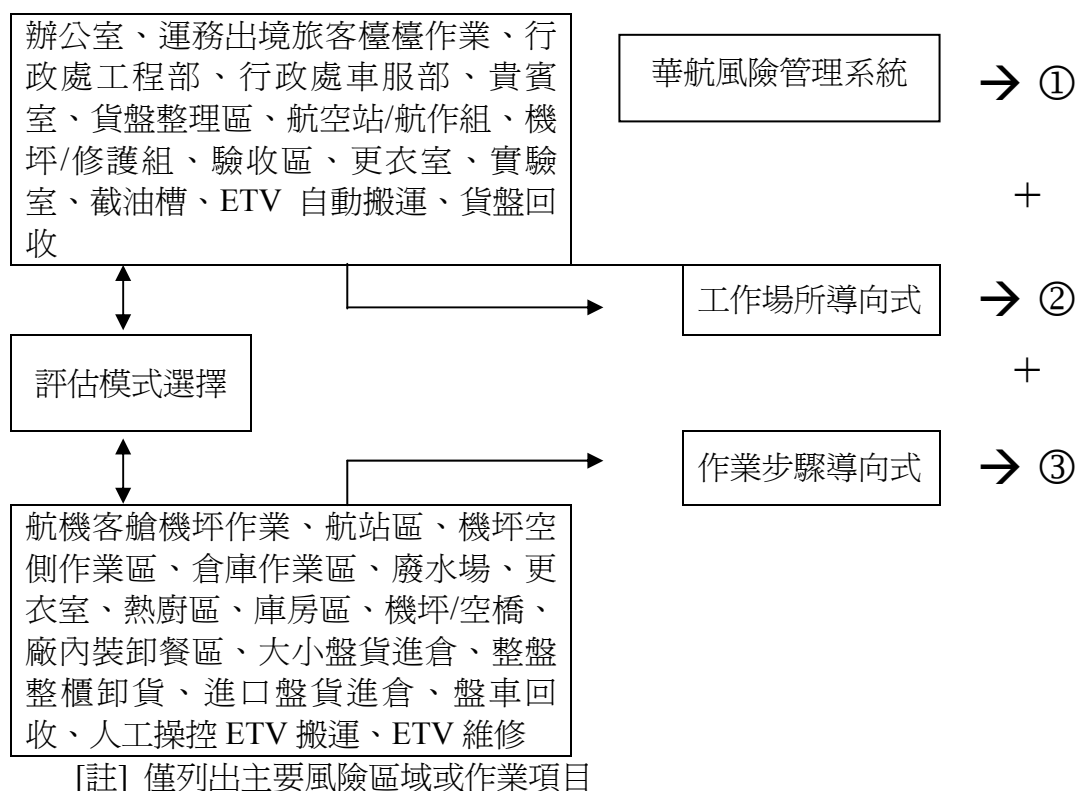 辦公室、運務出境旅客檯檯作業、行
政處工程部、行政處車服部、貴賓
室、貨盤整理區、航空站/航作組、機
坪/修護組、驗收區、更衣室、實驗
室、截油槽、ETV 自動搬運、貨盤回
收
華航風險管理系統
→ ①
＋
工作場所導向式
→ ②
＋
評估模式選擇
作業步驟導向式
→ ③
航機客艙機坪作業、航站區、機坪空
側作業區、倉庫作業區、廢水場、更
衣室、熱廚區、庫房區、機坪/空橋、
廠內裝卸餐區、大小盤貨進倉、整盤
整櫃卸貨、進口盤貨進倉、盤車回
收、人工操控 ETV 搬運、ETV 維修
[註] 僅列出主要風險區域或作業項目